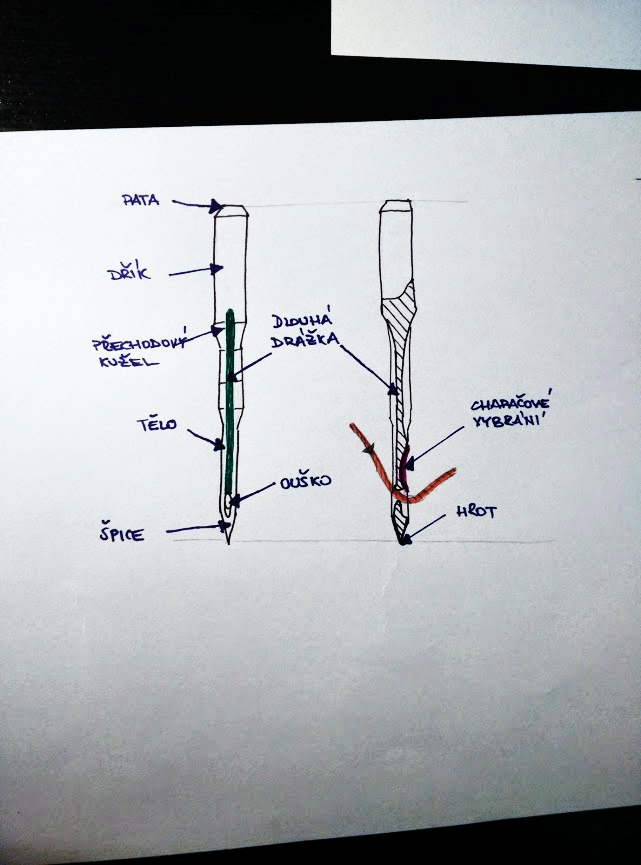 PATA
DŘÍK
PŘECHODOVÝ
KUŽEL
DLOUHÁ
DRÁŽKA
TĚLO
CHAPAČOVÉ
VYBRÁNÍ
OUŠKO
ŠPICE
HROT